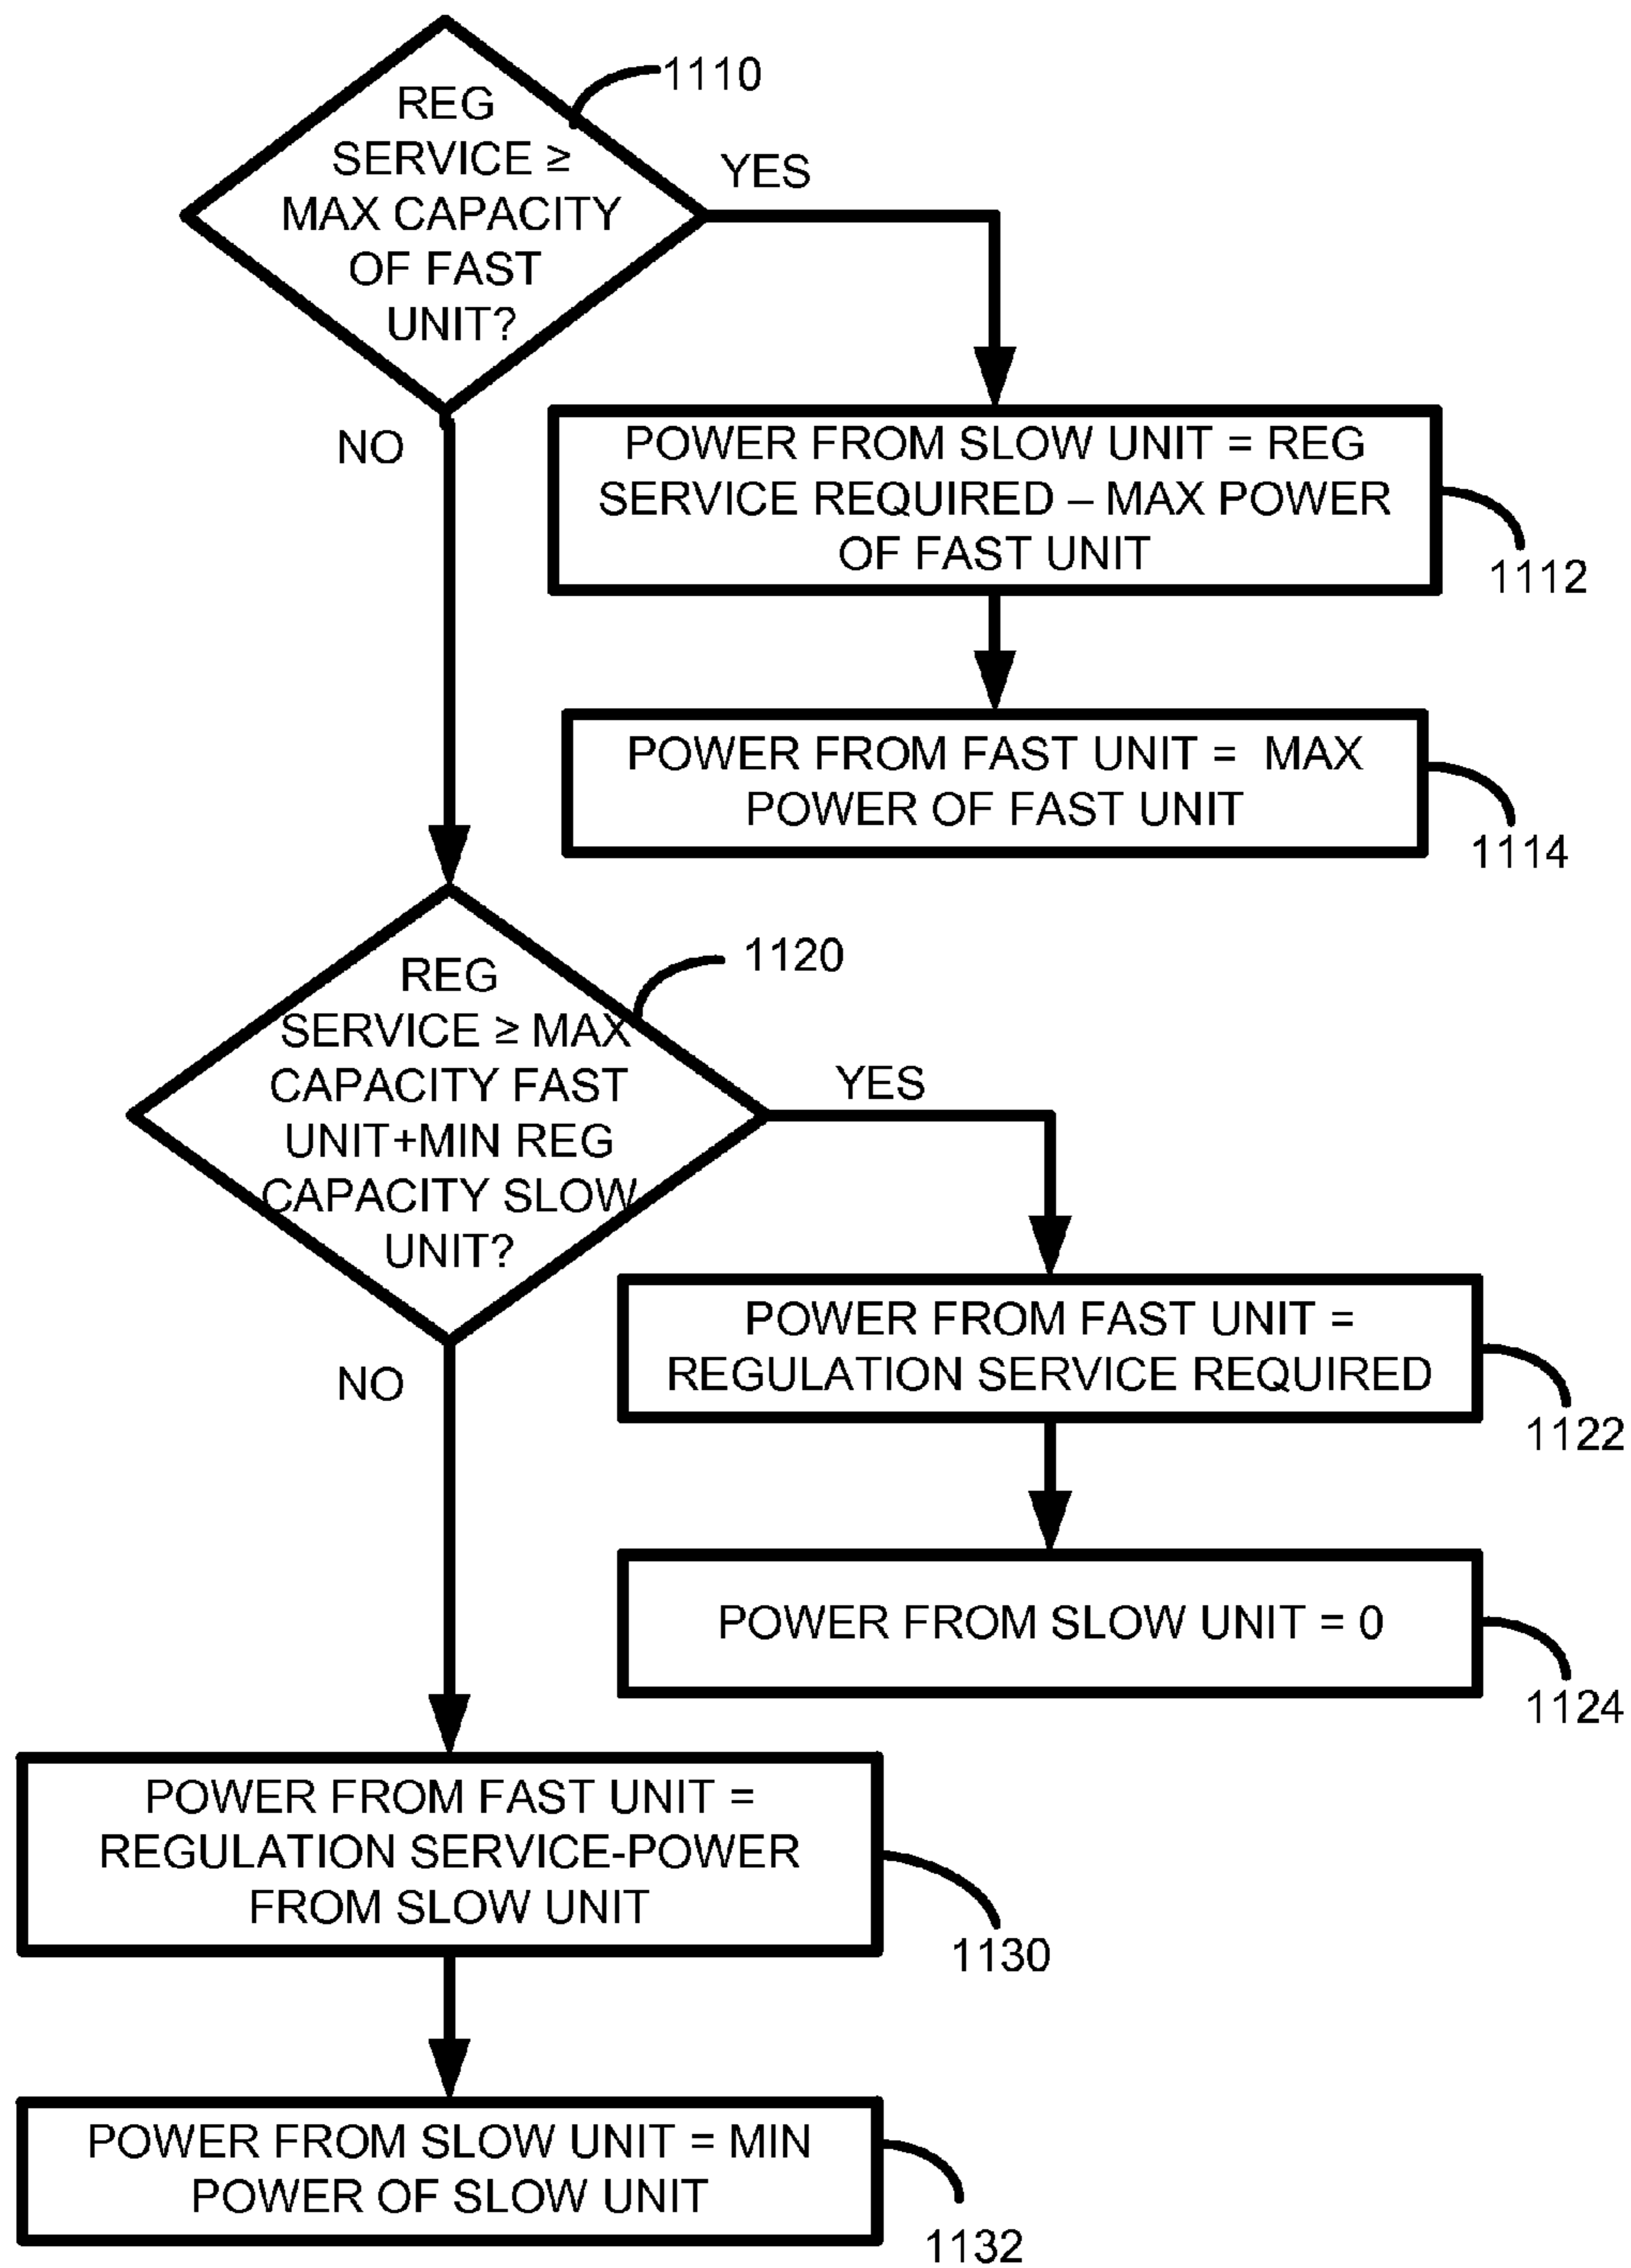 REG
SERVICE ≥
MAX CAPACITY
OF FAST
UNIT?
1110
YES
NO
POWER FROM SLOW UNIT = REG
SERVICE REQUIRED – MAX POWER
OF FAST UNIT
1112
POWER FROM FAST UNIT = MAX
POWER OF FAST UNIT
1114
REG
SERVICE ≥ MAX
CAPACITY FAST
UNIT+MIN REG
CAPACITY SLOW
UNIT?
1120
YES
NO
POWER FROM FAST UNIT =
REGULATION SERVICE REQUIRED
1122
POWER FROM SLOW UNIT = 0
1124
POWER FROM FAST UNIT =
REGULATION SERVICE-POWER
FROM SLOW UNIT
1130
POWER FROM SLOW UNIT = MIN
POWER OF SLOW UNIT
1132